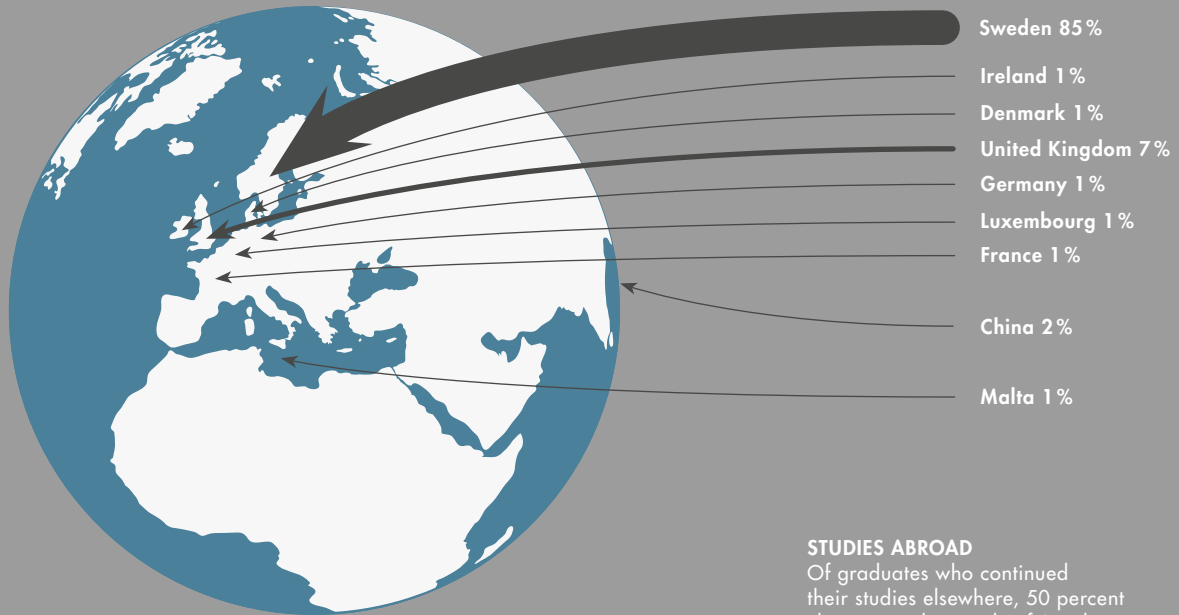 Sweden 85 %
Ireland 1 %
Denmark 1 %
United Kingdom 7 %
Germany 1 %
Luxembourg 1 %
France 1 %
China 2 %
Malta 1 %
STUDIES ABROAD
Of graduates who continued
their studies elsewhere, 50 percent